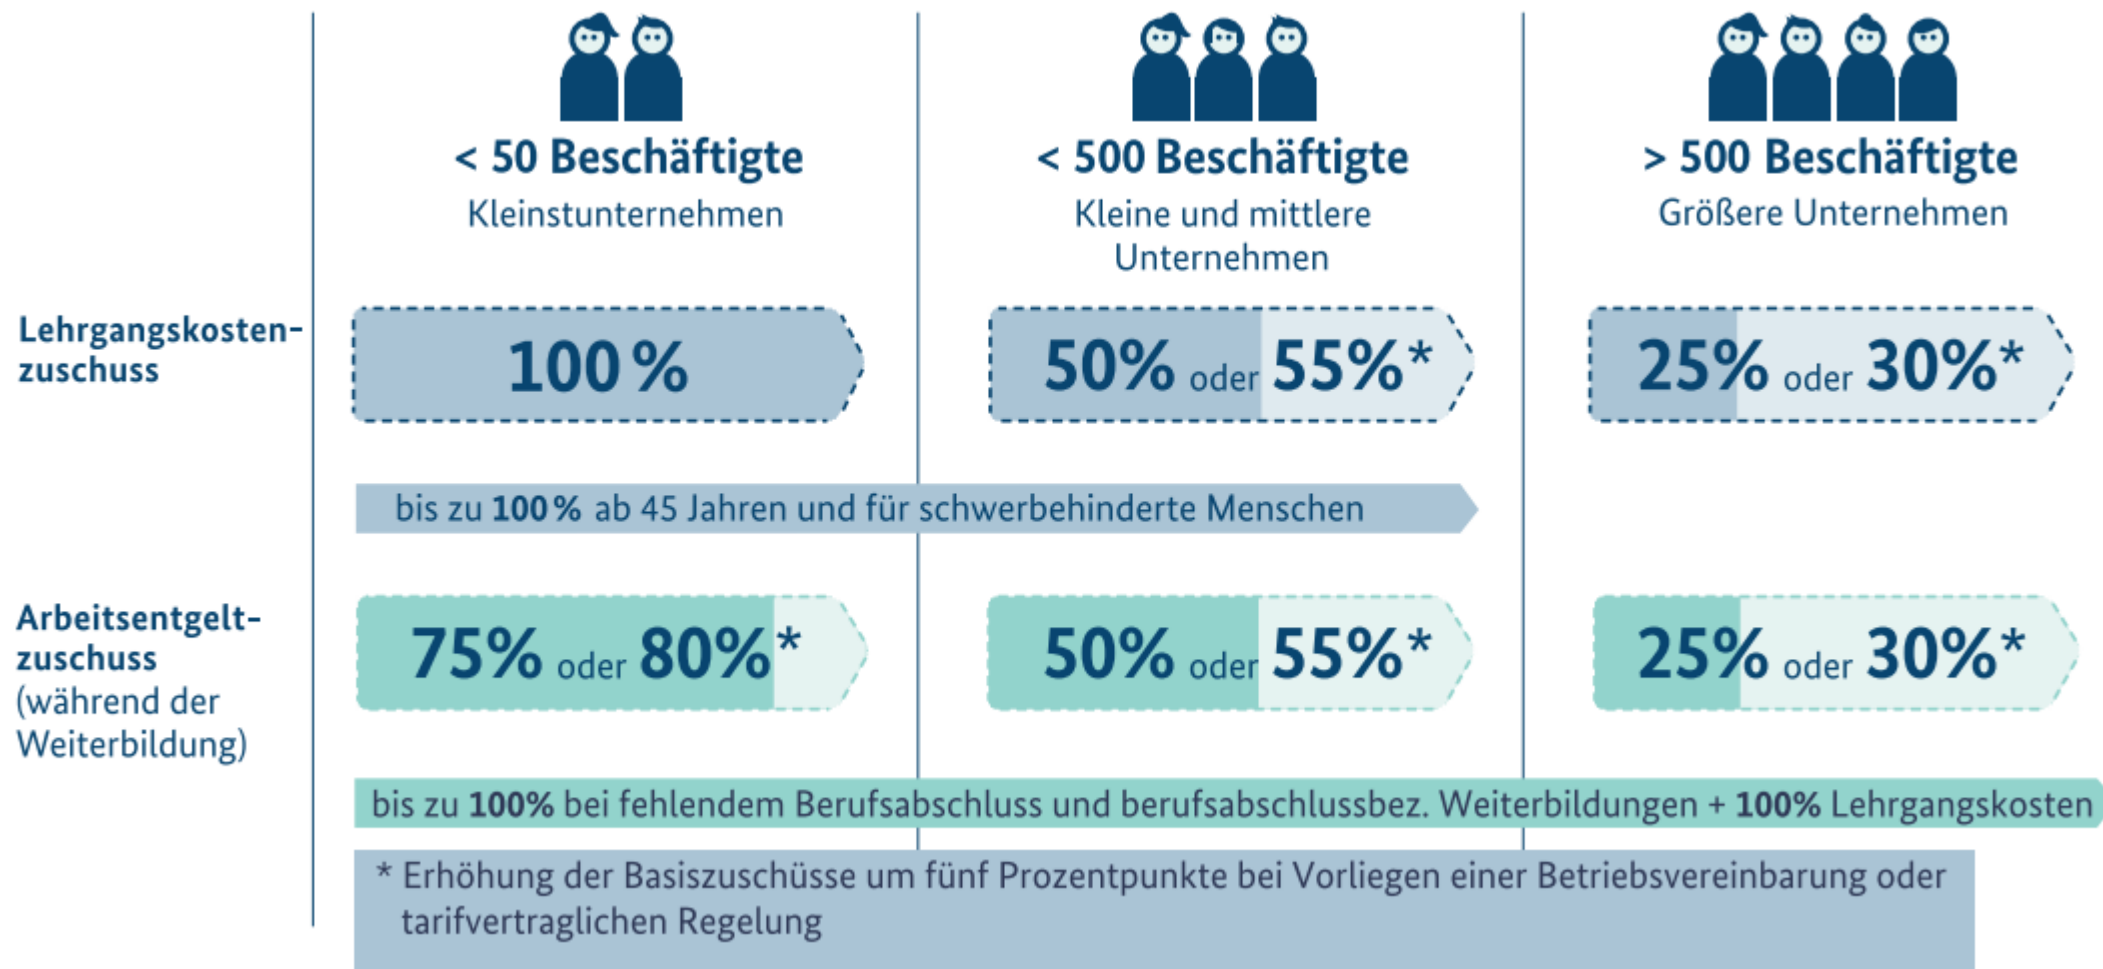 < 50 Beschäftigte
Kleinstunternehmen
< 500 Beschäftigte
Kleine und mittlere
Unternehmen
> 500 Beschäftigte
Größere Unternehmen
Lehrgangskosten-
zuschuss
100 %
50% oder 55%*
25% oder 30%*
bis zu 100 % ab 45 Jahren und für schwerbehinderte Menschen
Arbeitsentgelt-
zuschuss
(während der
Weiterbildung)
75% oder 80%*
50% oder 55%*
25% oder 30%*
bis zu 100% bei fehlendem Berufsabschluss und berufsabschlussbez. Weiterbildungen + 100% Lehrgangskosten
* Erhöhung der Basiszuschüsse um fünf Prozentpunkte bei Vorliegen einer Betriebsvereinbarung oder
tarifvertraglichen Regelung